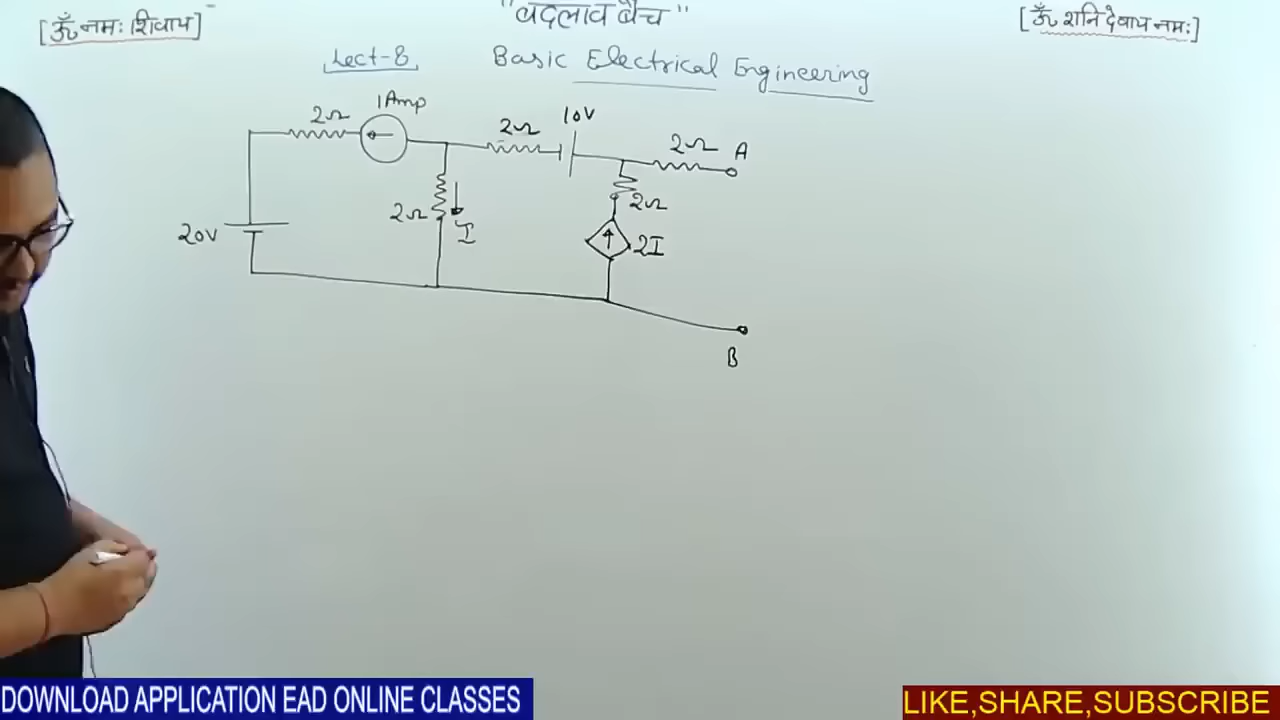 "बदलाव बैच"
[ॐ नमः शिवाय]
[ॐ शनि देवाय नमः]
Lect-8
Basic Electrical Engineering
1Amp
2Ω
2Ω
10V
2Ω
A
2Ω
2Ω
I
20V
2I
B
DOWNLOAD APPLICATION EAD ONLINE CLASSES
LIKE,SHARE,SUBSCRIBE